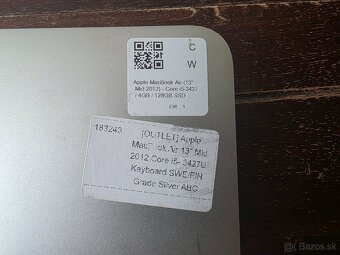 C
W
Apple MacBook Air (13"
Mid 2012) - Core i5-3427
/ 4GB / 128GB SSD
183243
[OUTLET] Apple
MacBook Air 13" Mid
2012 Core i5- 3427U
Keyboard SWE/FIN
Grade Silver ABC
Bazos.sk